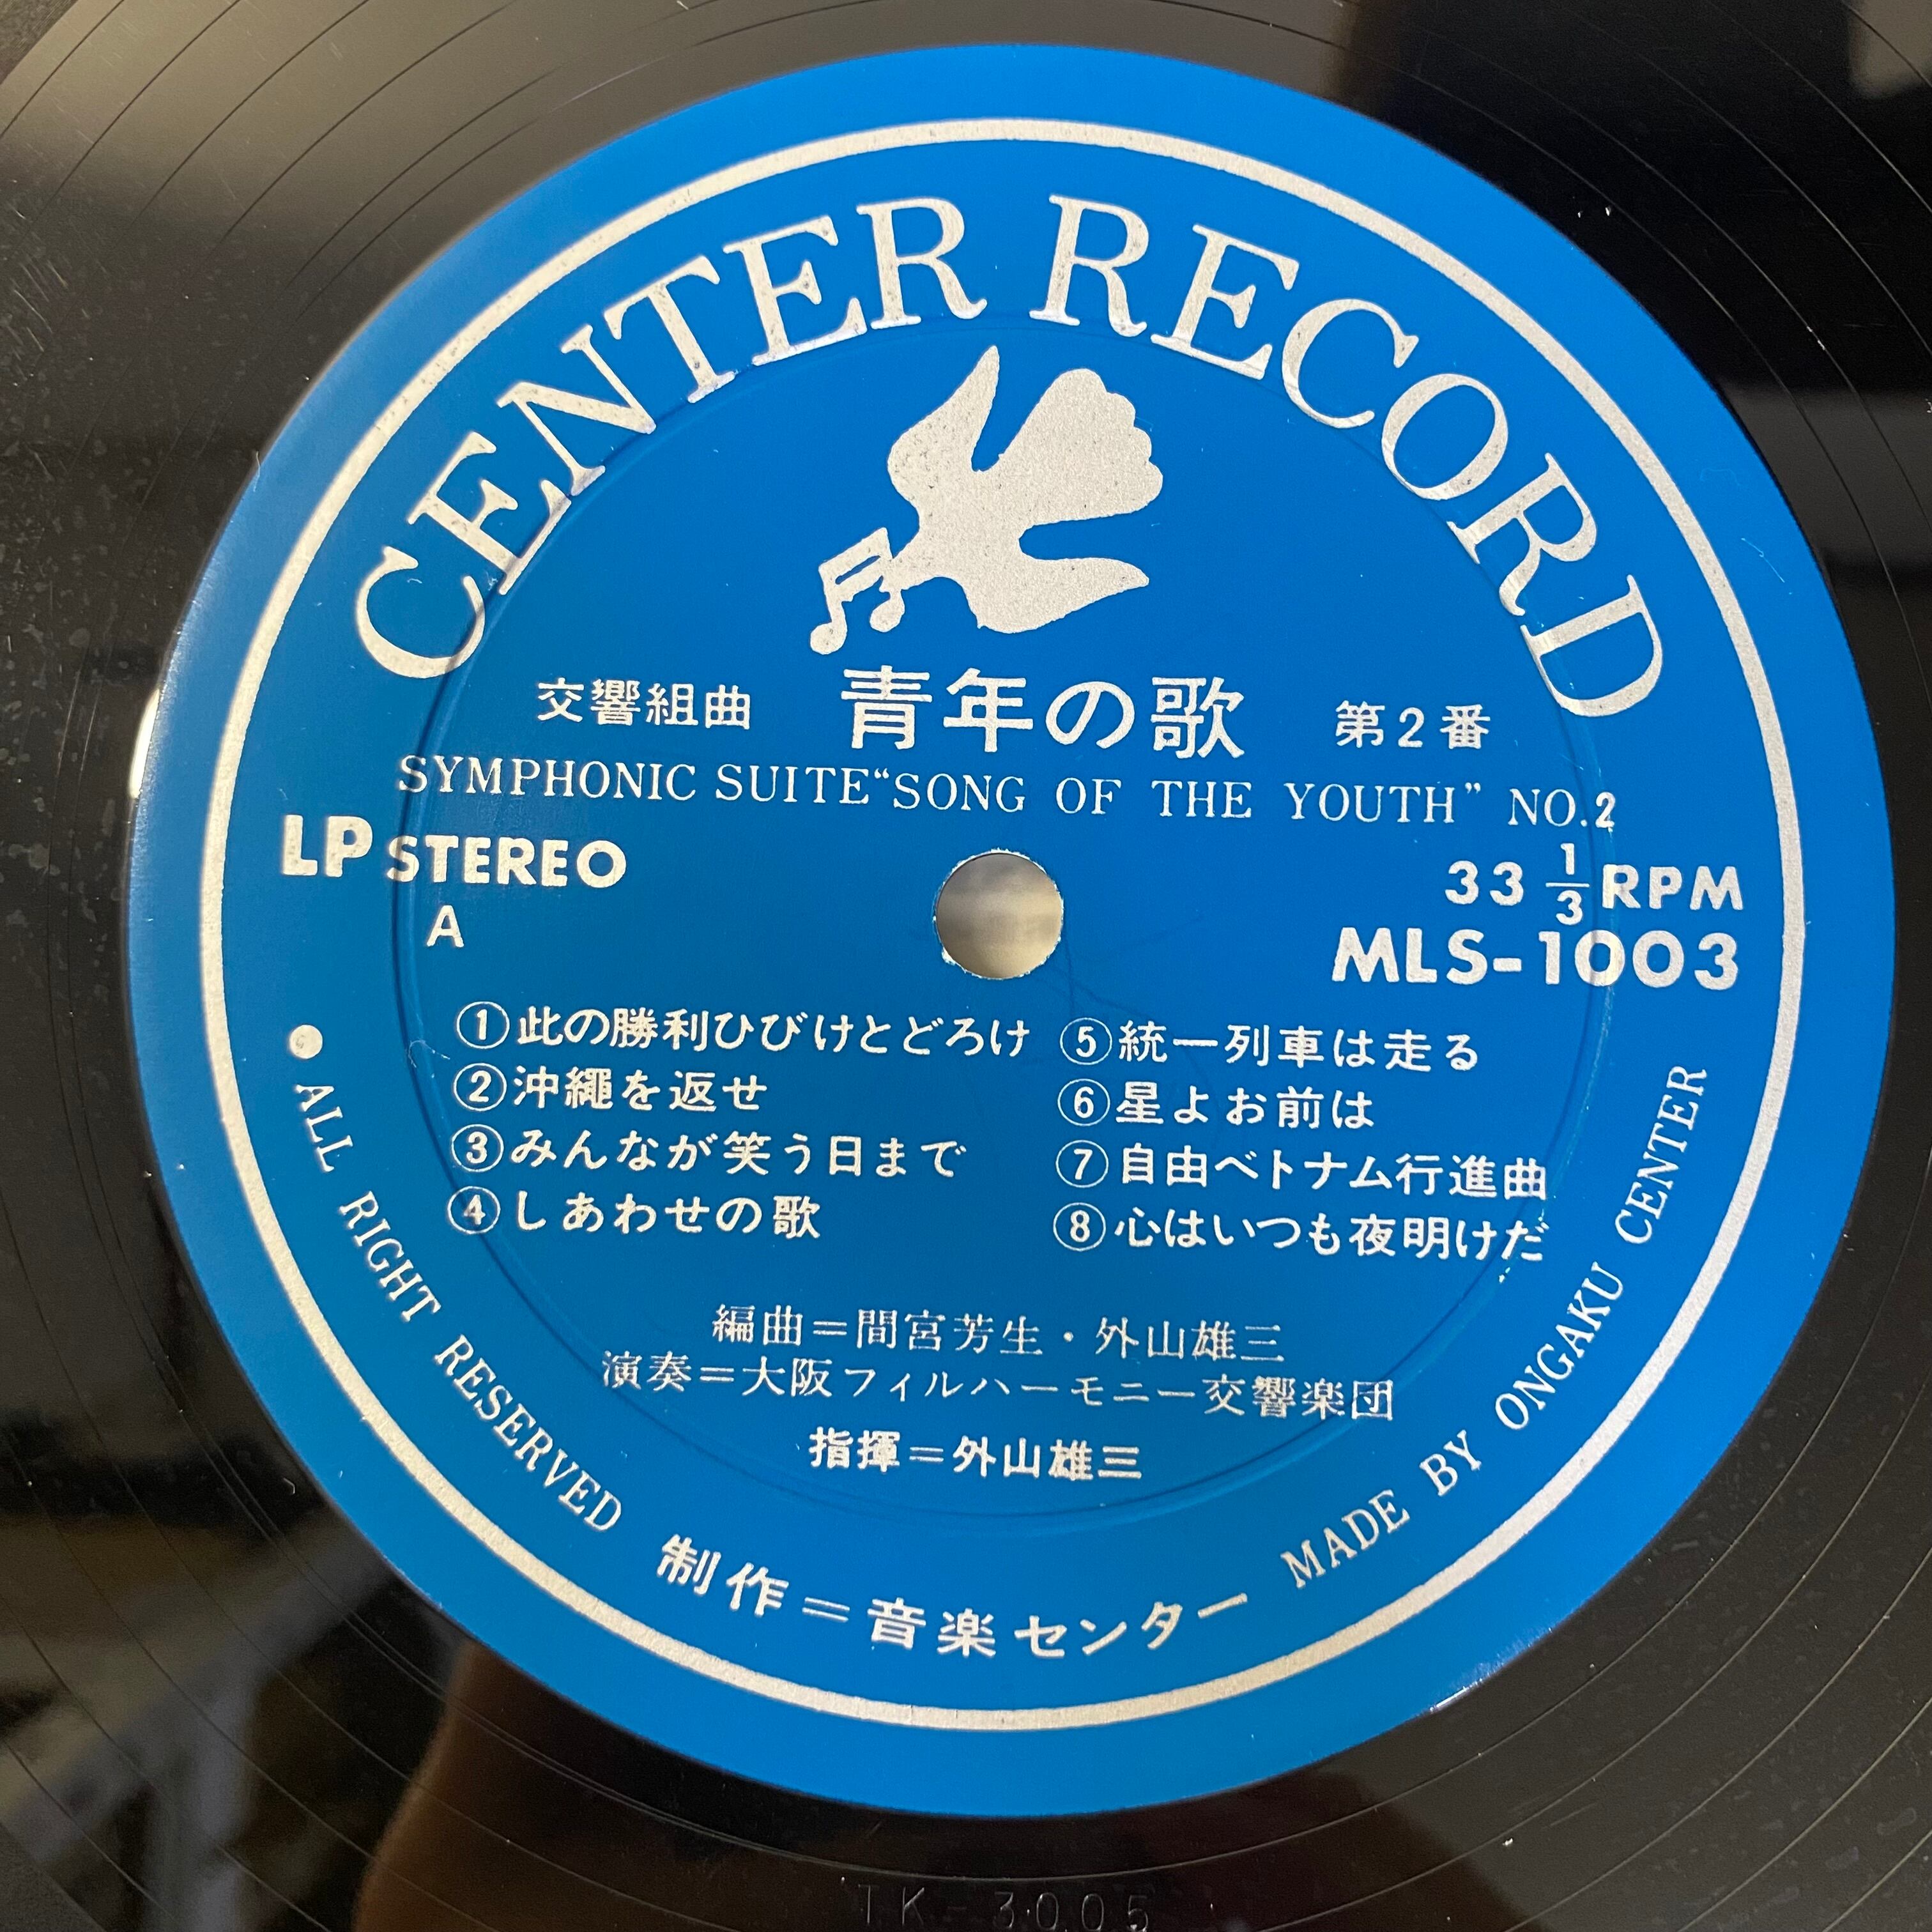 CENTER RECORD
交響組曲 青年の歌 第2番
SYMPHONIC SUITE“SONG OF THE YOUTH” NO.2
LP STEREO
33 1/3 RPM
A
MLS-1003
①此の勝利ひびけとどろけ
②沖縄を返せ
③みんなが笑う日まで
④しあわせの歌
⑤統一列車は走る
⑥星よお前は
⑦自由ベトナム行進曲
⑧心はいつも夜明けだ
編曲＝間宮芳生・外山雄三
演奏＝大阪フィルハーモニー交響楽団
指揮＝外山雄三
● ALL RIGHT RESERVED 制作＝音楽センター MADE BY ONGAKU CENTER
TK-3005